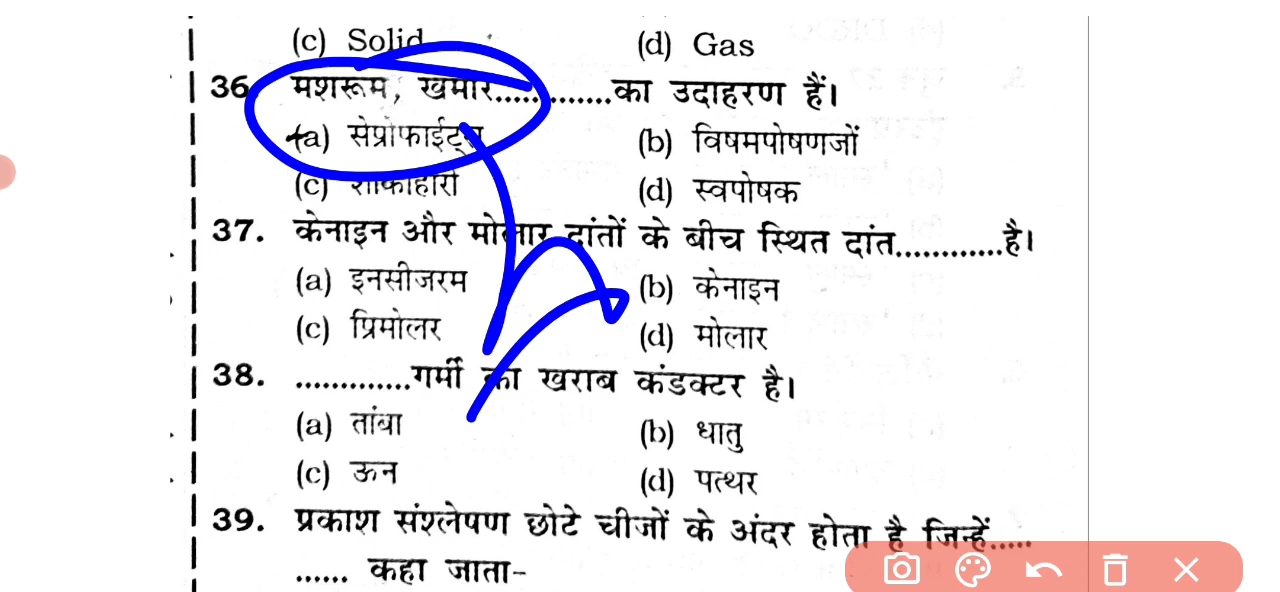 (c) Solid (d) Gas
36. मशरूम, खमीर.............का उदाहरण हैं।
(a) सेप्रोफाईट्स (b) विषमपोषणजों
(c) शाकाहारी (d) स्वपोषक
37. केनाइन और मोलार दांतों के बीच स्थित दांत............है।
(a) इनसीजरम (b) केनाइन
(c) प्रिमोलर (d) मोलार
38. .............गर्मी का खराब कंडक्टर है।
(a) तांबा (b) धातु
(c) ऊन (d) पत्थर
39. प्रकाश संश्लेपण छोटे चीजों के अंदर होता है जिन्हें.....
...... कहा जाता-